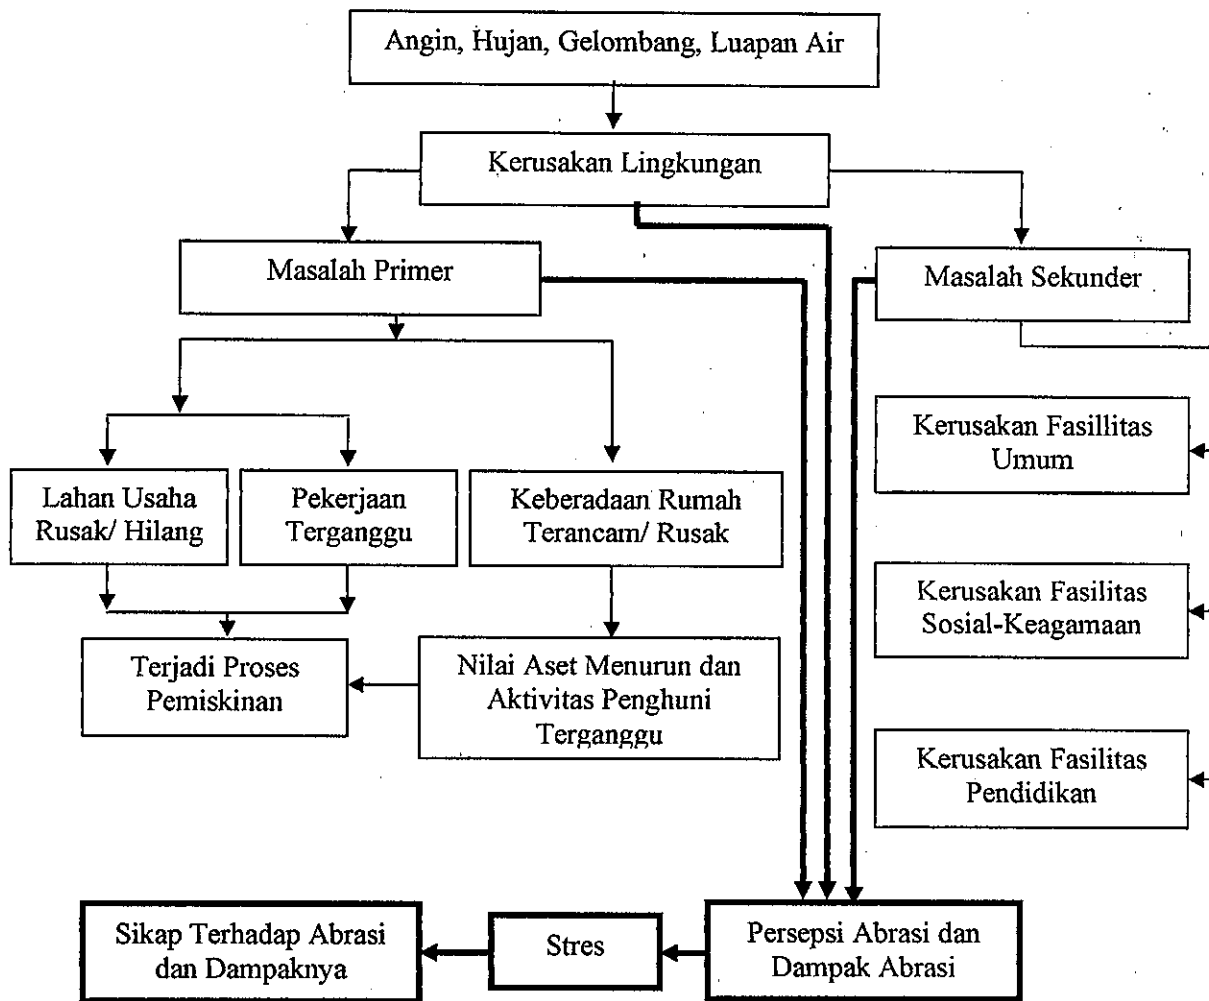 Angin, Hujan, Gelombang, Luapan Air
Kerusakan Lingkungan
Masalah Primer
Masalah Sekunder
Kerusakan Fasillitas
Umum
Lahan Usaha
Rusak/ Hilang
Pekerjaan
Terganggu
Keberadaan Rumah
Terancam/ Rusak
Kerusakan Fasilitas
Sosial-Keagamaan
Terjadi Proses
Pemiskinan
Nilai Aset Menurun dan
Aktivitas Penghuni
Terganggu
Kerusakan Fasilitas
Pendidikan
Sikap Terhadap Abrasi
dan Dampaknya
Stres
Persepsi Abrasi dan
Dampak Abrasi